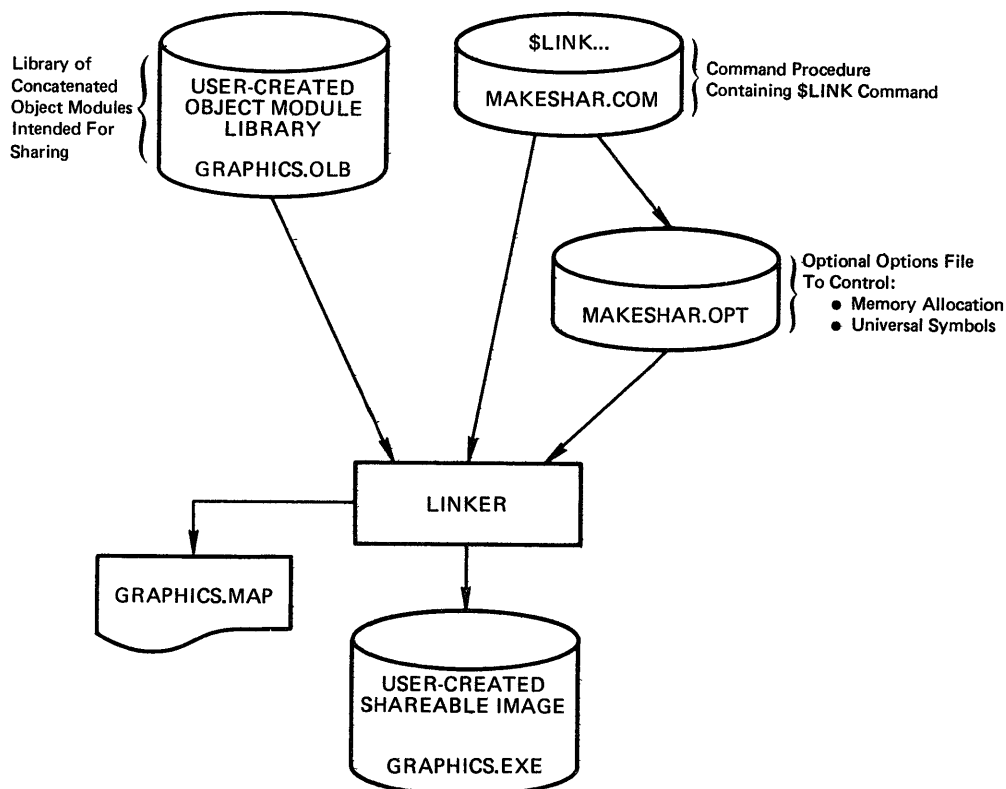 Library of
Concatenated
Object Modules
Intended For
Sharing
USER-CREATED
OBJECT MODULE
LIBRARY
GRAPHICS.OLB
$LINK...
MAKESHAR.COM
Command Procedure
Containing $LINK Command
MAKESHAR.OPT
Optional Options File
To Control:
● Memory Allocation
● Universal Symbols
LINKER
GRAPHICS.MAP
USER-CREATED
SHAREABLE IMAGE
GRAPHICS.EXE